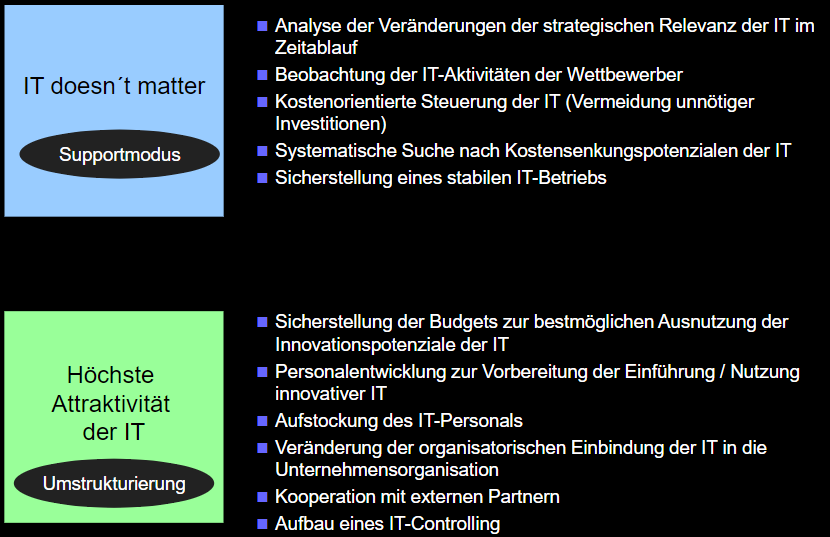 IT doesn´t matter
Supportmodus
Analyse der Veränderungen der strategischen Relevanz der IT im
Zeitablauf
Beobachtung der IT-Aktivitäten der Wettbewerber
Kostenorientierte Steuerung der IT (Vermeidung unnötiger
Investitionen)
Systematische Suche nach Kostensenkungspotenzialen der IT
Sicherstellung eines stabilen IT-Betriebs
Höchste
Attraktivität
der IT
Umstrukturierung
Sicherstellung der Budgets zur bestmöglichen Ausnutzung der
Innovationspotenziale der IT
Personalentwicklung zur Vorbereitung der Einführung / Nutzung
innovativer IT
Aufstockung des IT-Personals
Veränderung der organisatorischen Einbindung der IT in die
Unternehmensorganisation
Kooperation mit externen Partnern
Aufbau eines IT-Controlling